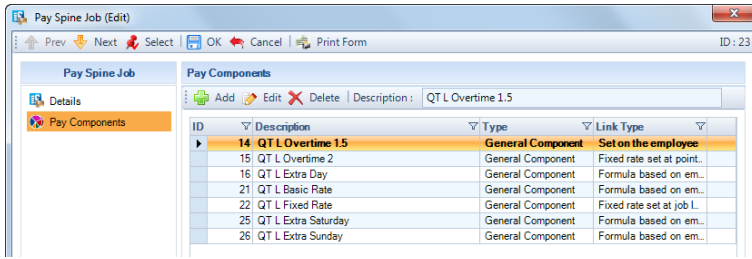 Pay Spine Job (Edit)
Prev Next Select OK Cancel Print Form ID : 23
Pay Spine Job Pay Components
Details
Pay Components
Add Edit Delete Description : QT L Overtime 1.5
ID Description Type Link Type
14 QT L Overtime 1.5 General Component Set on the employee
15 QT L Overtime 2 General Component Fixed rate set at point...
16 QT L Extra Day General Component Formula based on em...
21 QT L Basic Rate General Component Formula based on em...
22 QT L Fixed Rate General Component Fixed rate set at job l...
25 QT L Extra Saturday General Component Formula based on em...
26 QT L Extra Sunday General Component Formula based on em...